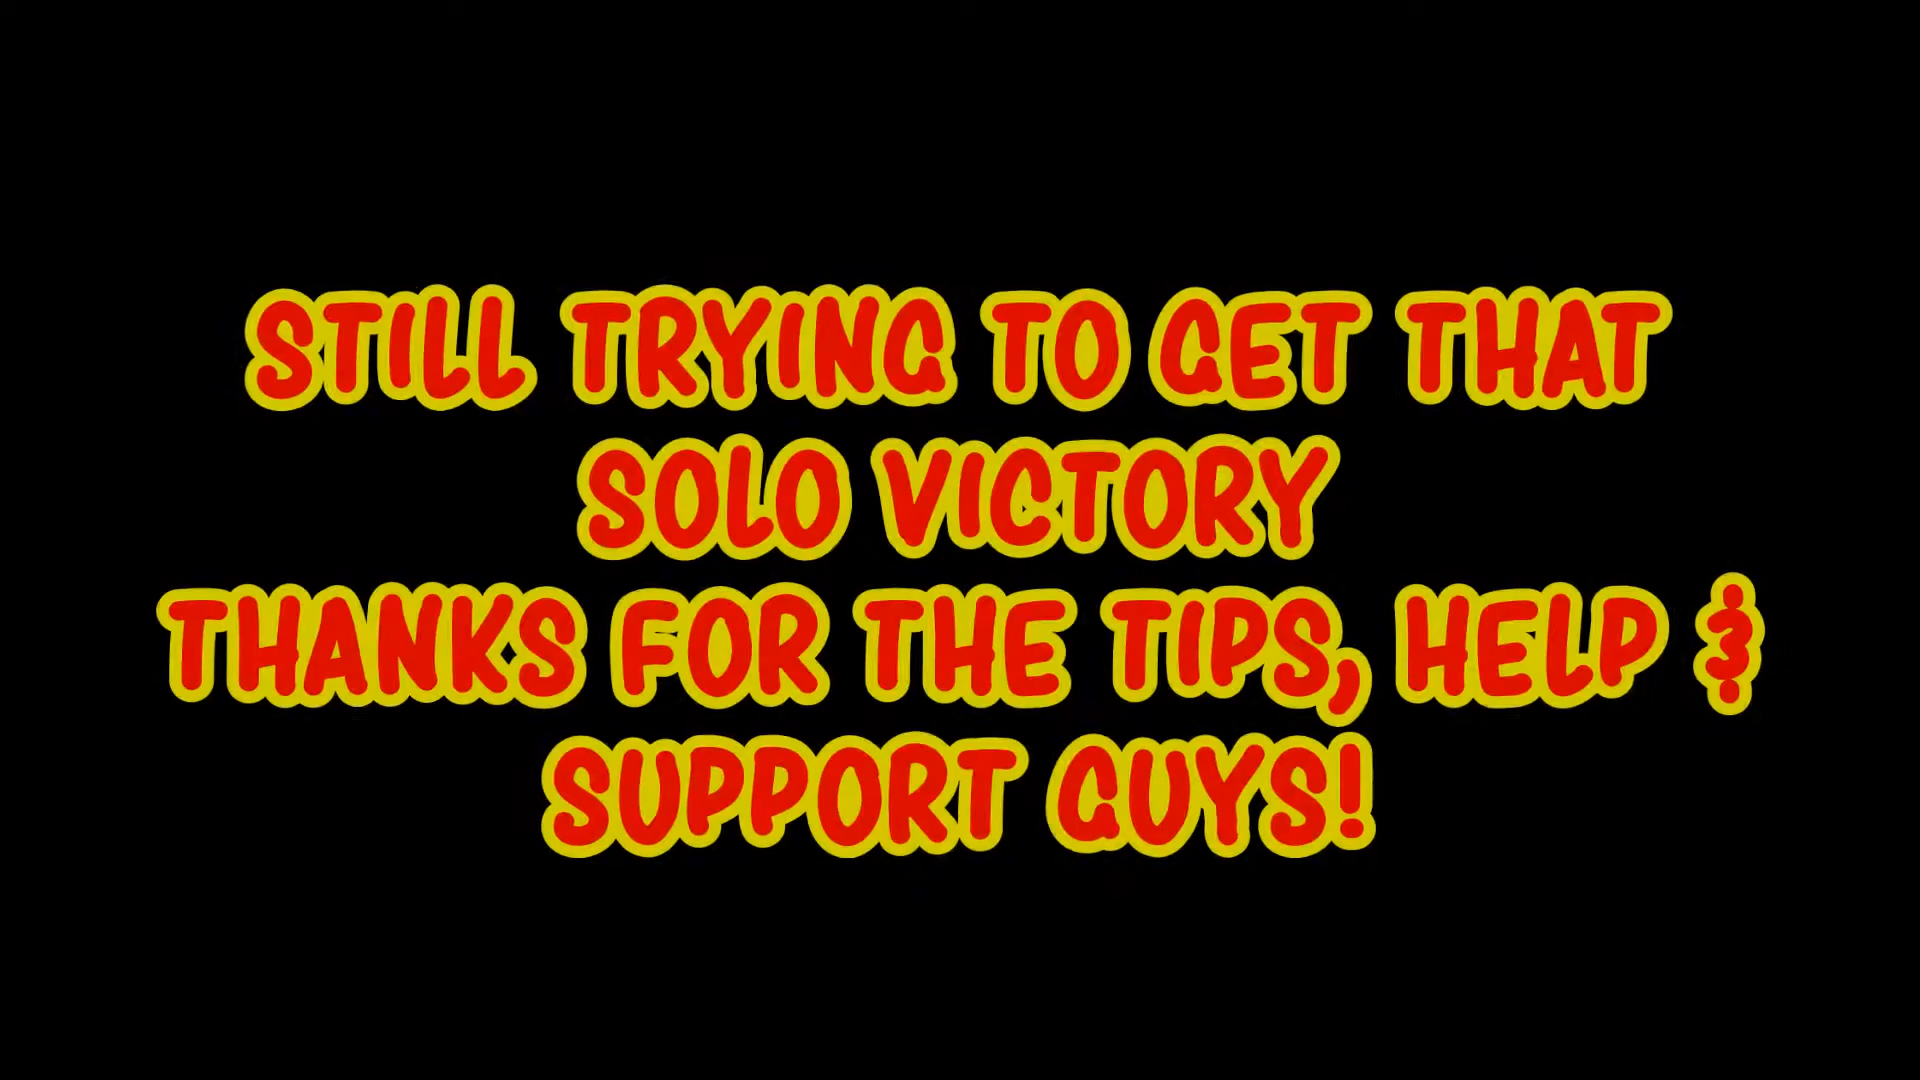 STILL TRYING TO GET THAT
SOLO VICTORY
THANKS FOR THE TIPS, HELP &
SUPPORT GUYS!